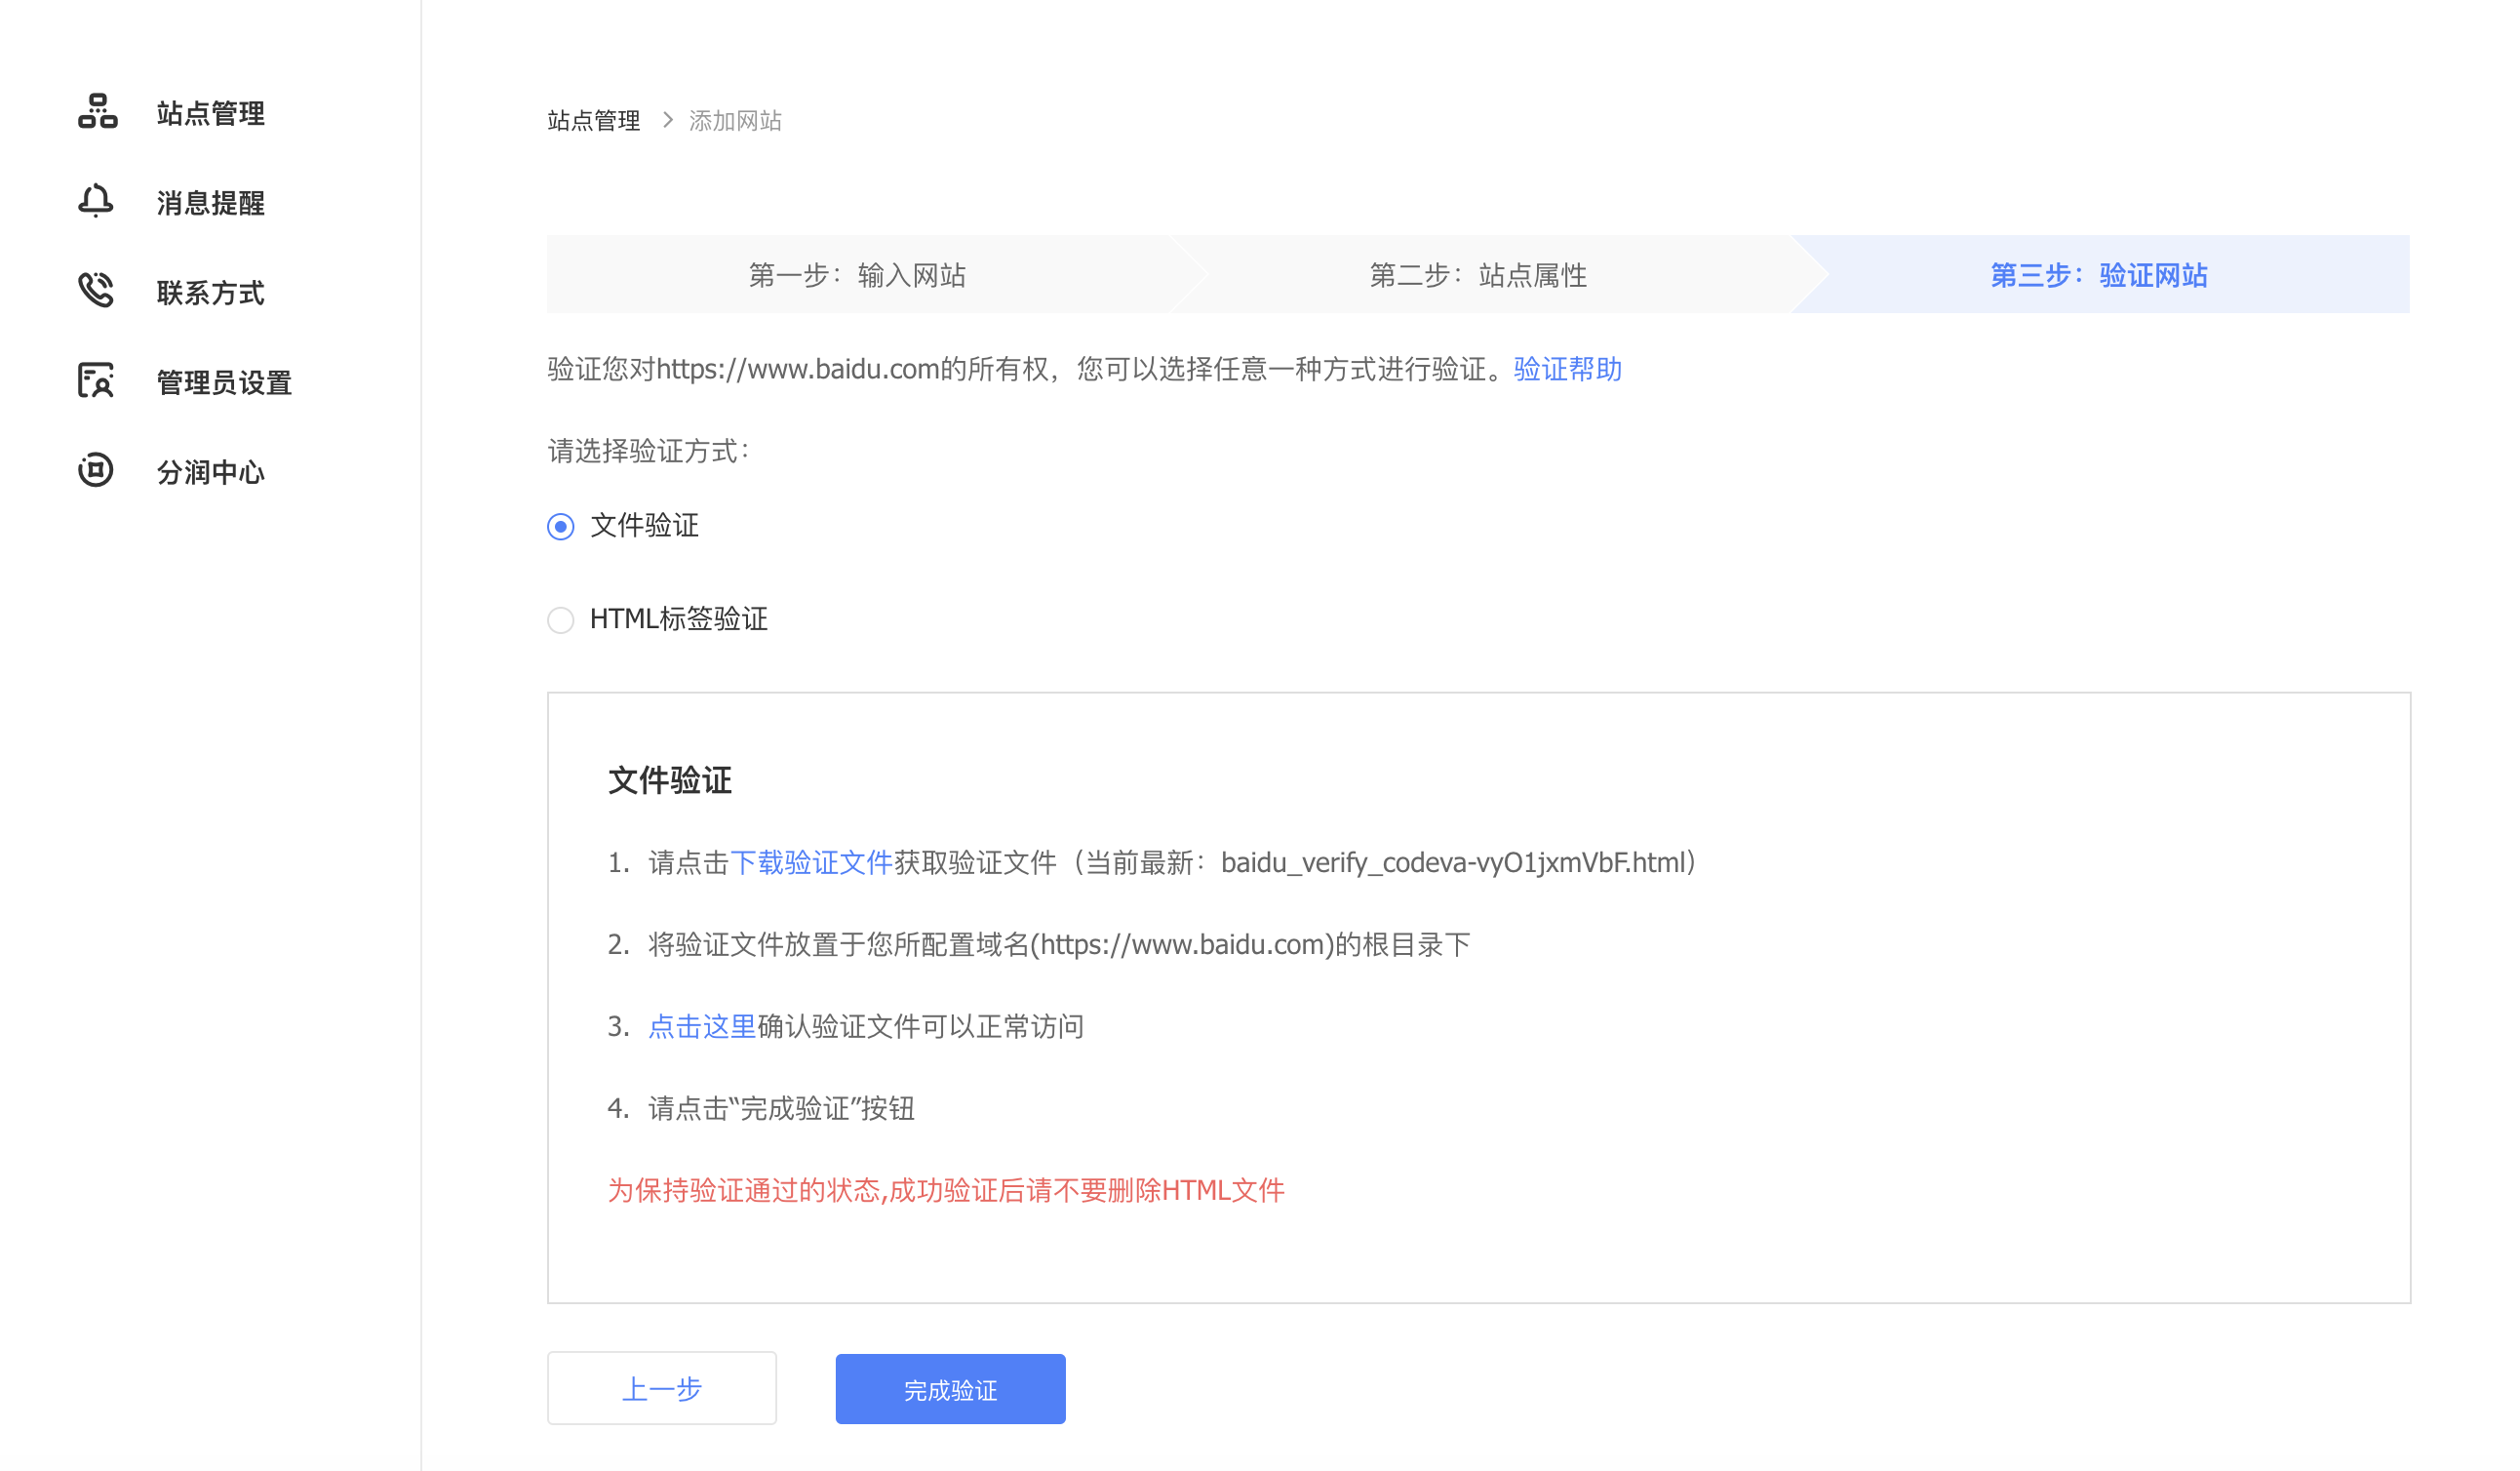 站点管理
消息提醒
联系方式
管理员设置
分润中心
站点管理 > 添加网站
第一步：输入网站
第二步：站点属性
第三步：验证网站
验证您对https://www.baidu.com的所有权，您可以选择任意一种方式进行验证。验证帮助
请选择验证方式：
文件验证
HTML标签验证
文件验证
1. 请点击下载验证文件获取验证文件（当前最新：baidu_verify_codeva-vyO1jxmVbF.html）
2. 将验证文件放置于您所配置域名(https://www.baidu.com)的根目录下
3. 点击这里确认验证文件可以正常访问
4. 请点击“完成验证”按钮
为保持验证通过的状态,成功验证后请不要删除HTML文件
上一步
完成验证